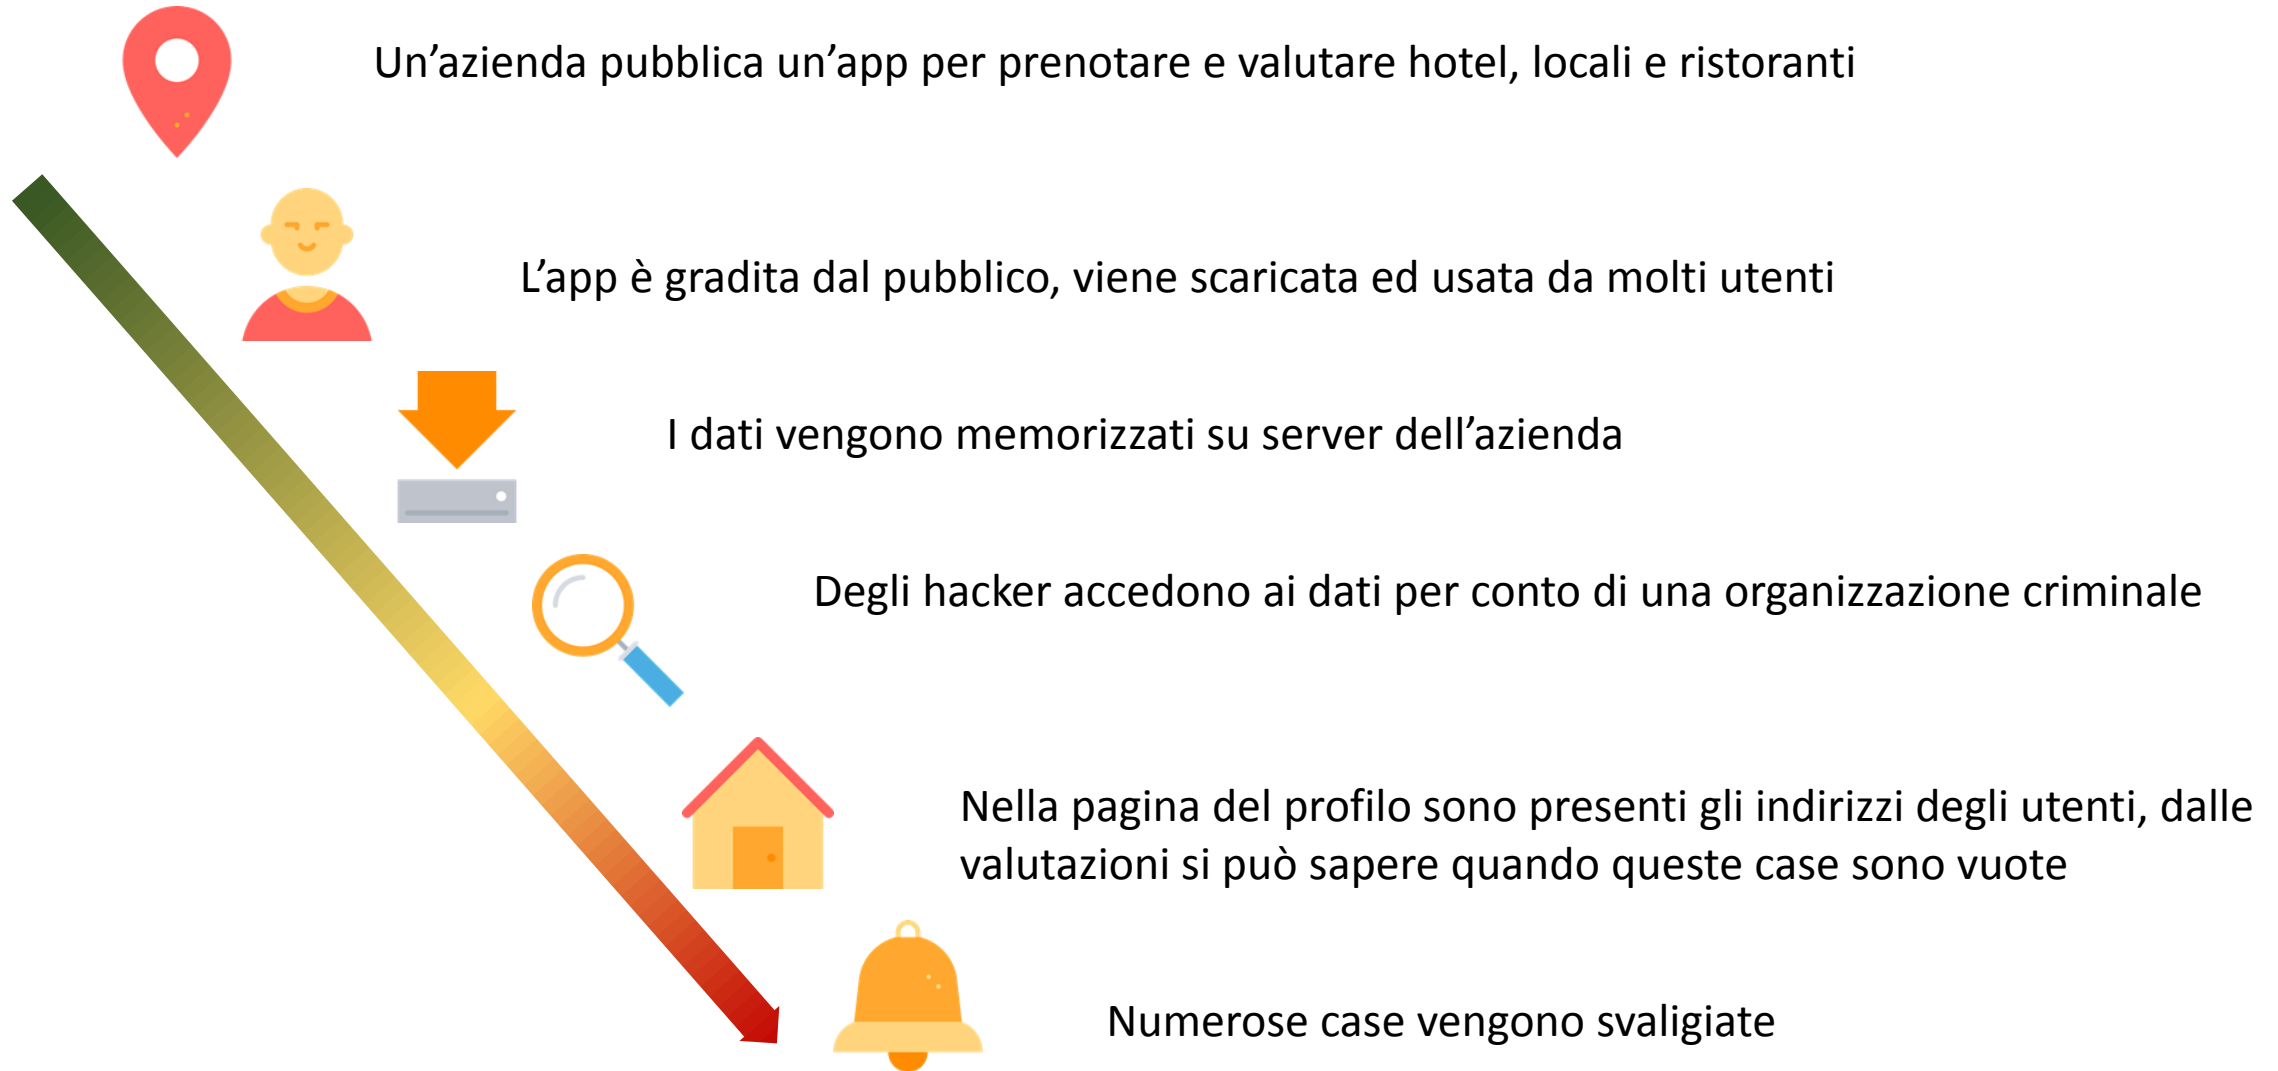 Un’azienda pubblica un’app per prenotare e valutare hotel, locali e ristoranti
L’app è gradita dal pubblico, viene scaricata ed usata da molti utenti
I dati vengono memorizzati su server dell’azienda
Degli hacker accedono ai dati per conto di una organizzazione criminale
Nella pagina del profilo sono presenti gli indirizzi degli utenti, dalle
valutazioni si può sapere quando queste case sono vuote
Numerose case vengono svaligiate